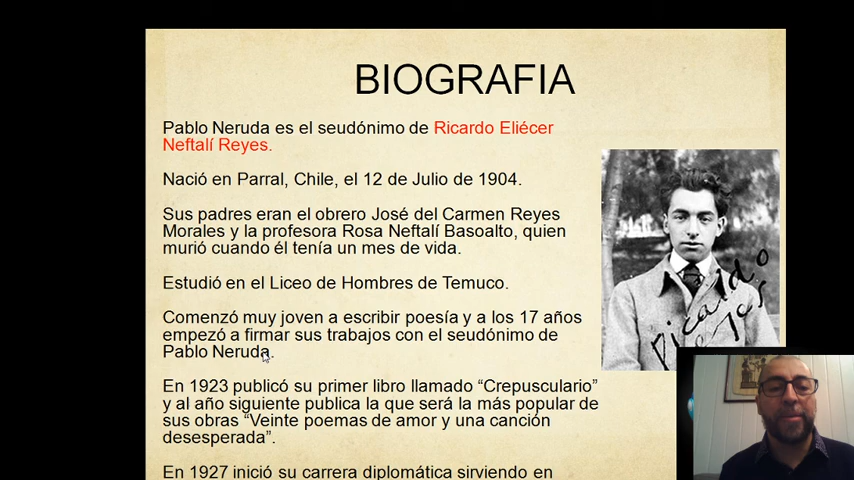 BIOGRAFIA
Pablo Neruda es el seudónimo de Ricardo Eliécer
Neftalí Reyes.
Nació en Parral, Chile, el 12 de Julio de 1904.
Sus padres eran el obrero José del Carmen Reyes
Morales y la profesora Rosa Neftalí Basoalto, quien
murió cuando él tenía un mes de vida.
Estudió en el Liceo de Hombres de Temuco.
Comenzó muy joven a escribir poesía y a los 17 años
empezó a firmar sus trabajos con el seudónimo de
Pablo Neruda.
En 1923 publicó su primer libro llamado “Crepusculario”
y al año siguiente publica la que será la más popular de
sus obras “Veinte poemas de amor y una canción
desesperada”.
En 1927 inició su carrera diplomática sirviendo en
Ricardo